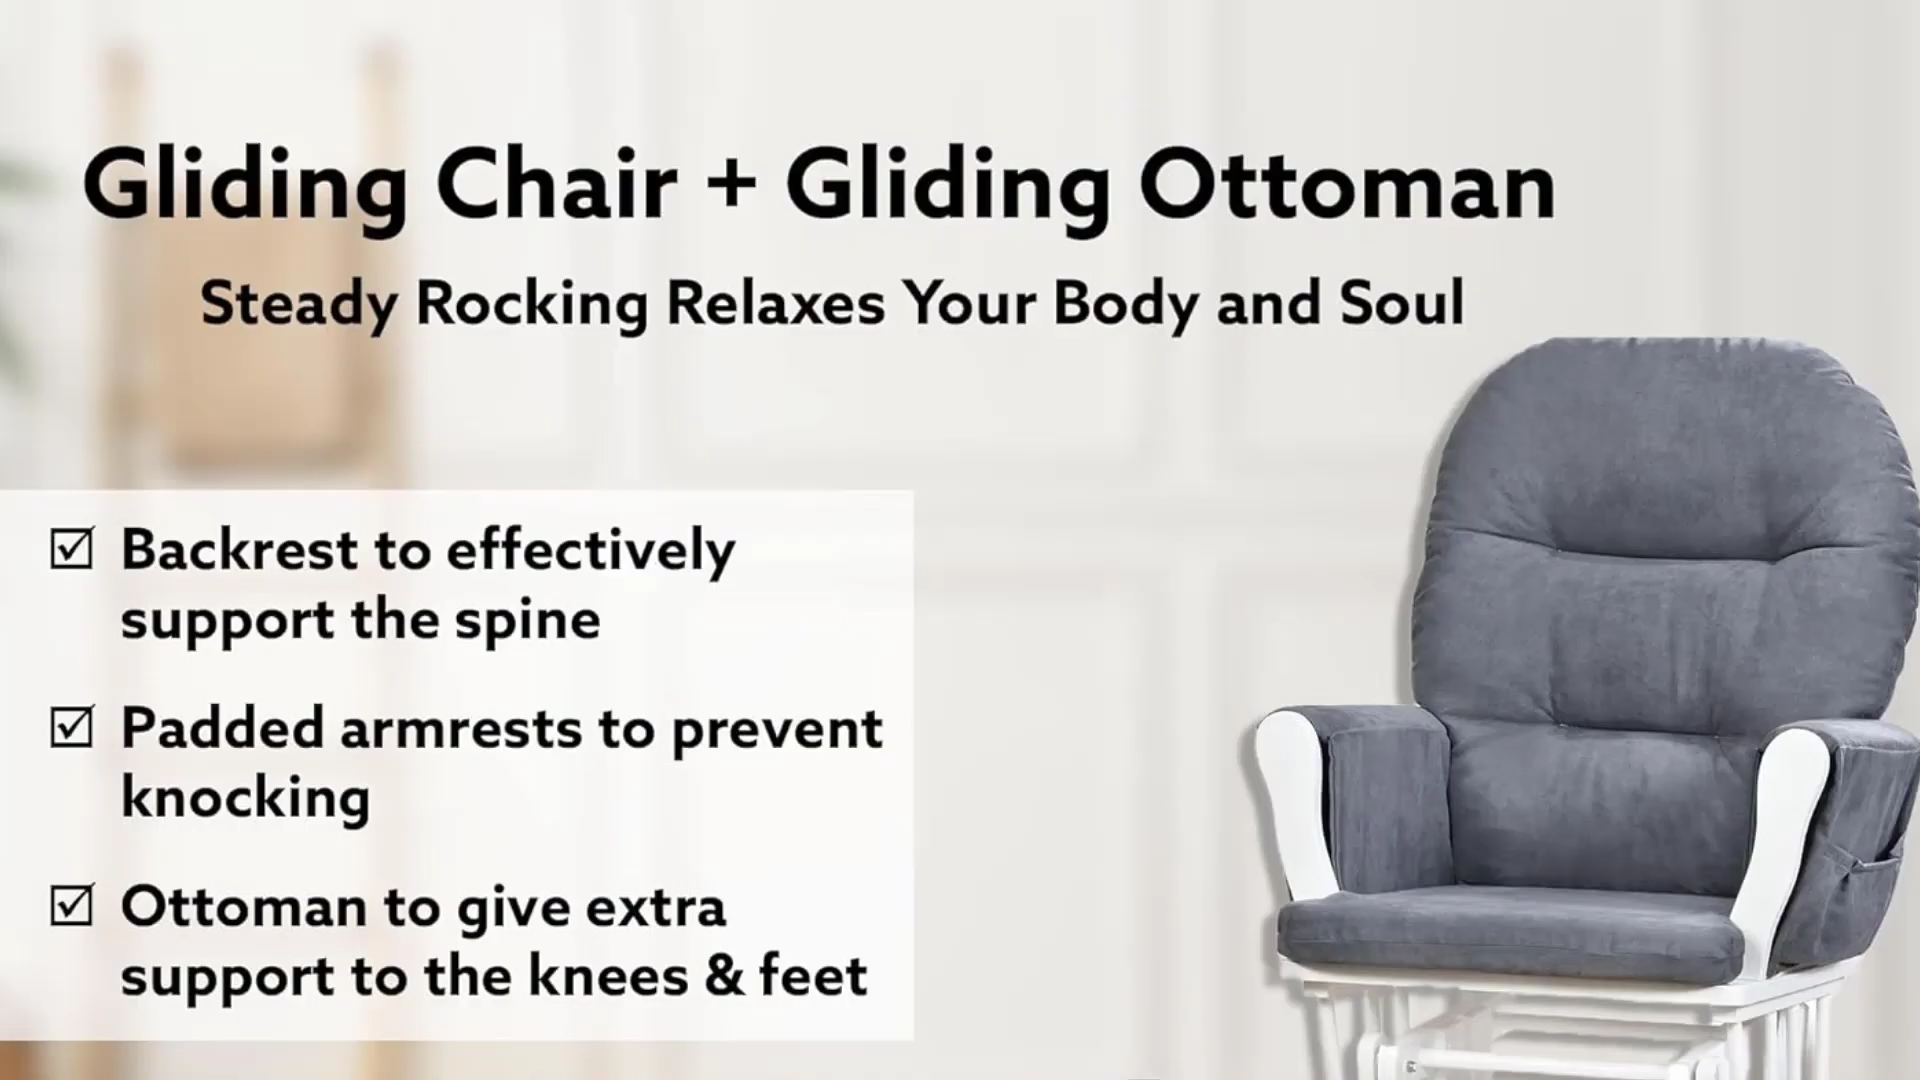 Gliding Chair + Gliding Ottoman
Steady Rocking Relaxes Your Body and Soul
☑ Backrest to effectively
support the spine
☑ Padded armrests to prevent
knocking
☑ Ottoman to give extra
support to the knees & feet